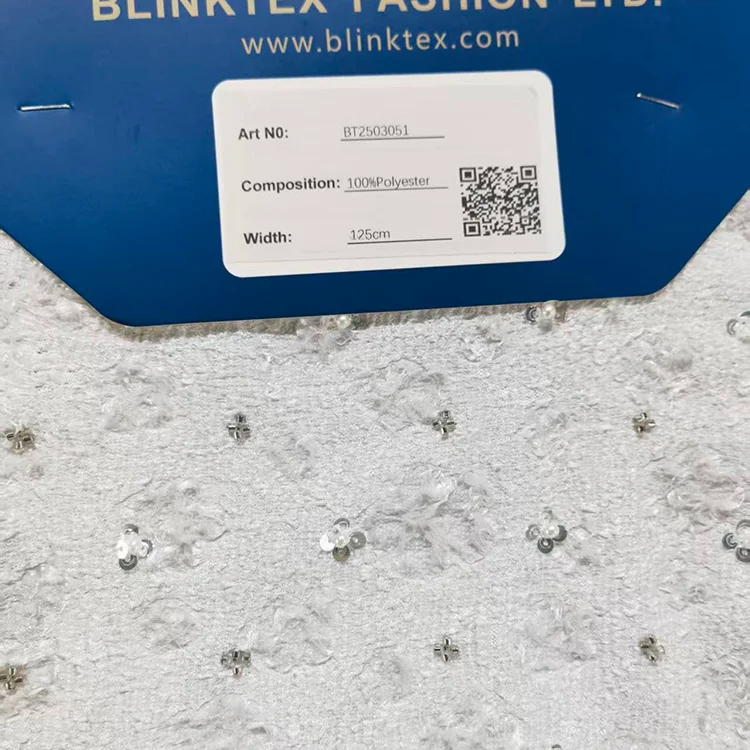 BLINKTEX FASHION LTD.
www.blinktex.com
Art N0: BT2503051
Composition: 100%Polyester
Width: 125cm